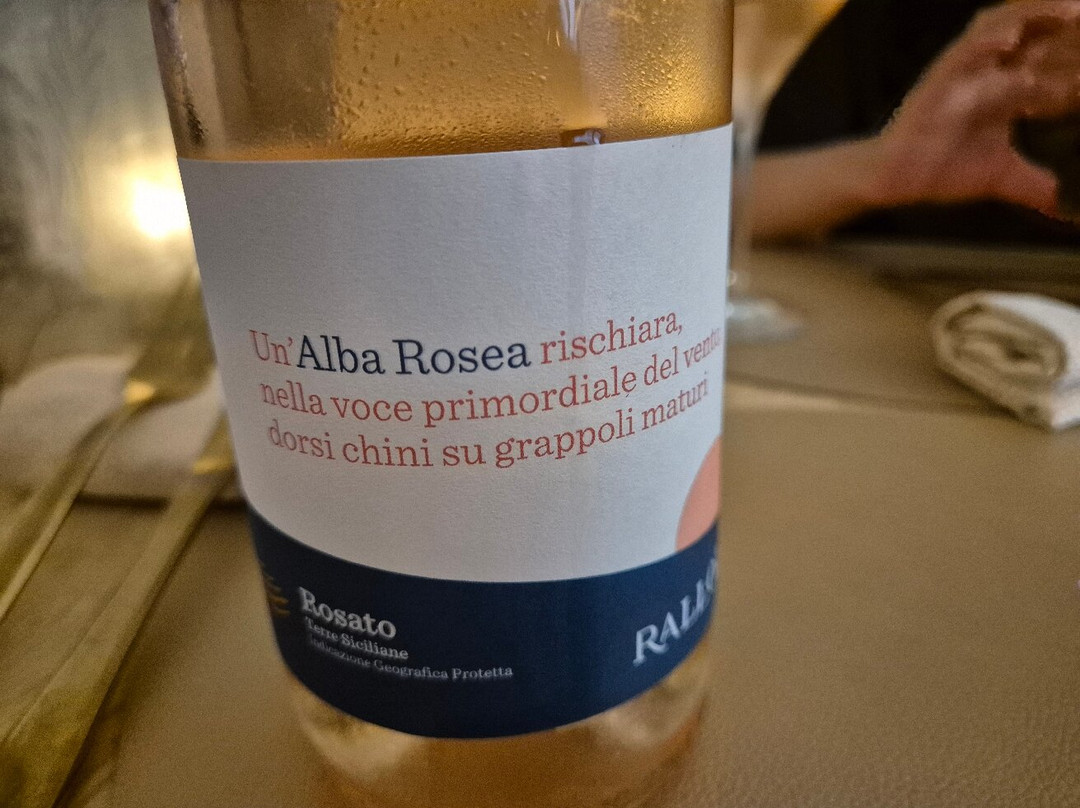 Un'Alba Rosea rischiara,
nella voce primordiale del vento
dorsi chini su grappoli maturi
Rosato
Terre Siciliane
Indicazione Geografica Protetta
RALLO